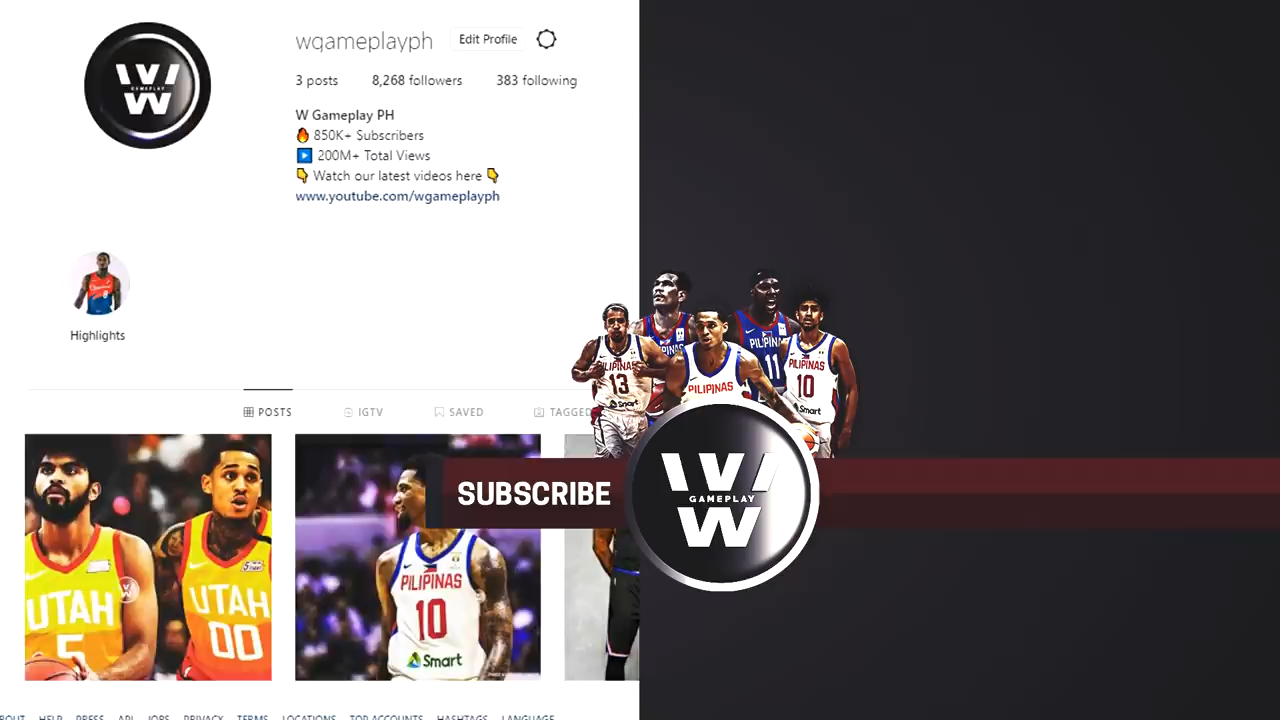 wgameplayph
Edit Profile
3 posts 8,268 followers 383 following
W Gameplay PH
850K+ Subscribers
200M+ Total Views
Watch our latest videos here
www.youtube.com/wgameplayph
Highlights
POSTS IGTV SAVED TAGGED
PILIPINAS
13
Smart
PILIPINAS
11
PILIPINAS
PILIPINAS
10
Smart
SUBSCRIBE
W
GAMEPLAY
W
UTAH
5
UTAH
00
PILIPINAS
10
Smart
HELP PRESS API JOBS PRIVACY TERMS LOCATIONS TOP ACCOUNTS HASHTAGS LANGUAGE